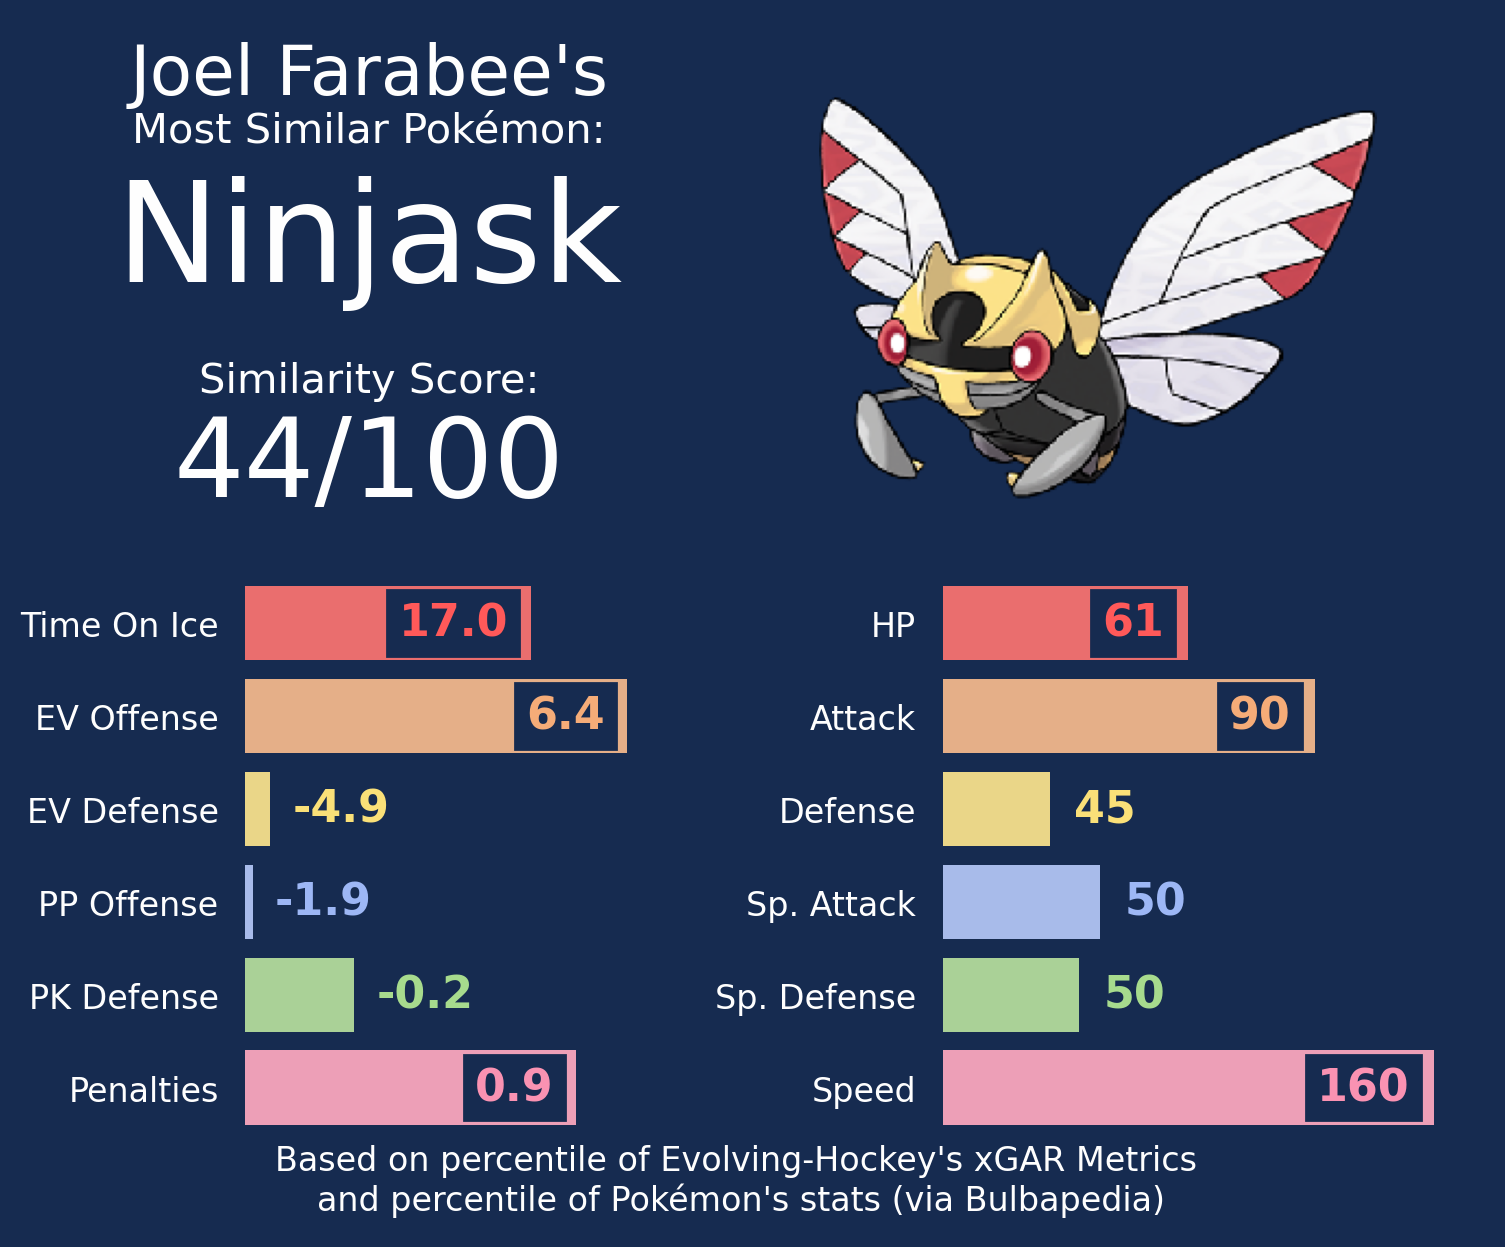 Joel Farabee's
Most Similar Pokémon:
Ninjask
Similarity Score:
44/100
Time On Ice 17.0
EV Offense 6.4
EV Defense -4.9
PP Offense -1.9
PK Defense -0.2
Penalties 0.9
HP 61
Attack 90
Defense 45
Sp. Attack 50
Sp. Defense 50
Speed 160
Based on percentile of Evolving-Hockey's xGAR Metrics
and percentile of Pokémon's stats (via Bulbapedia)